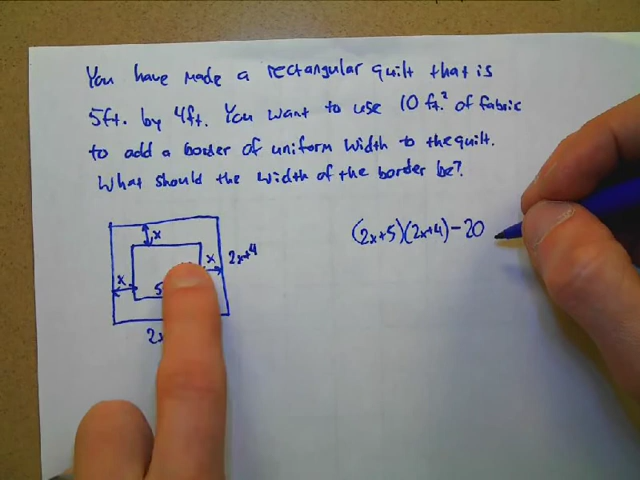 You have made a rectangular quilt that is
5ft. by 4ft. You want to use 10 ft.² of fabric
to add a border of uniform width to the quilt.
What should the width of the border be?
(2x+5)(2x+4)-20
x
x
2x+4
x
5
2x